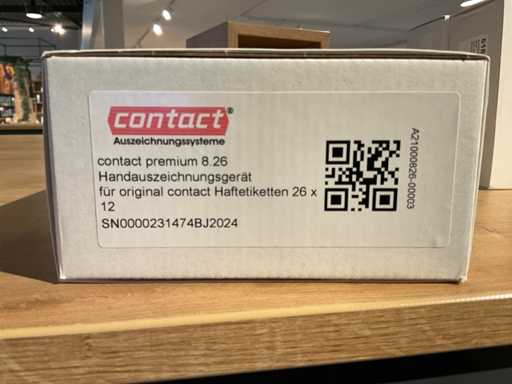 contact®
Auszeichnungssysteme
contact premium 8.26
Handauszeichnungsgerät
für original contact Haftetiketten 26 x
12
SN0000231474BJ2024
A21000826-00003